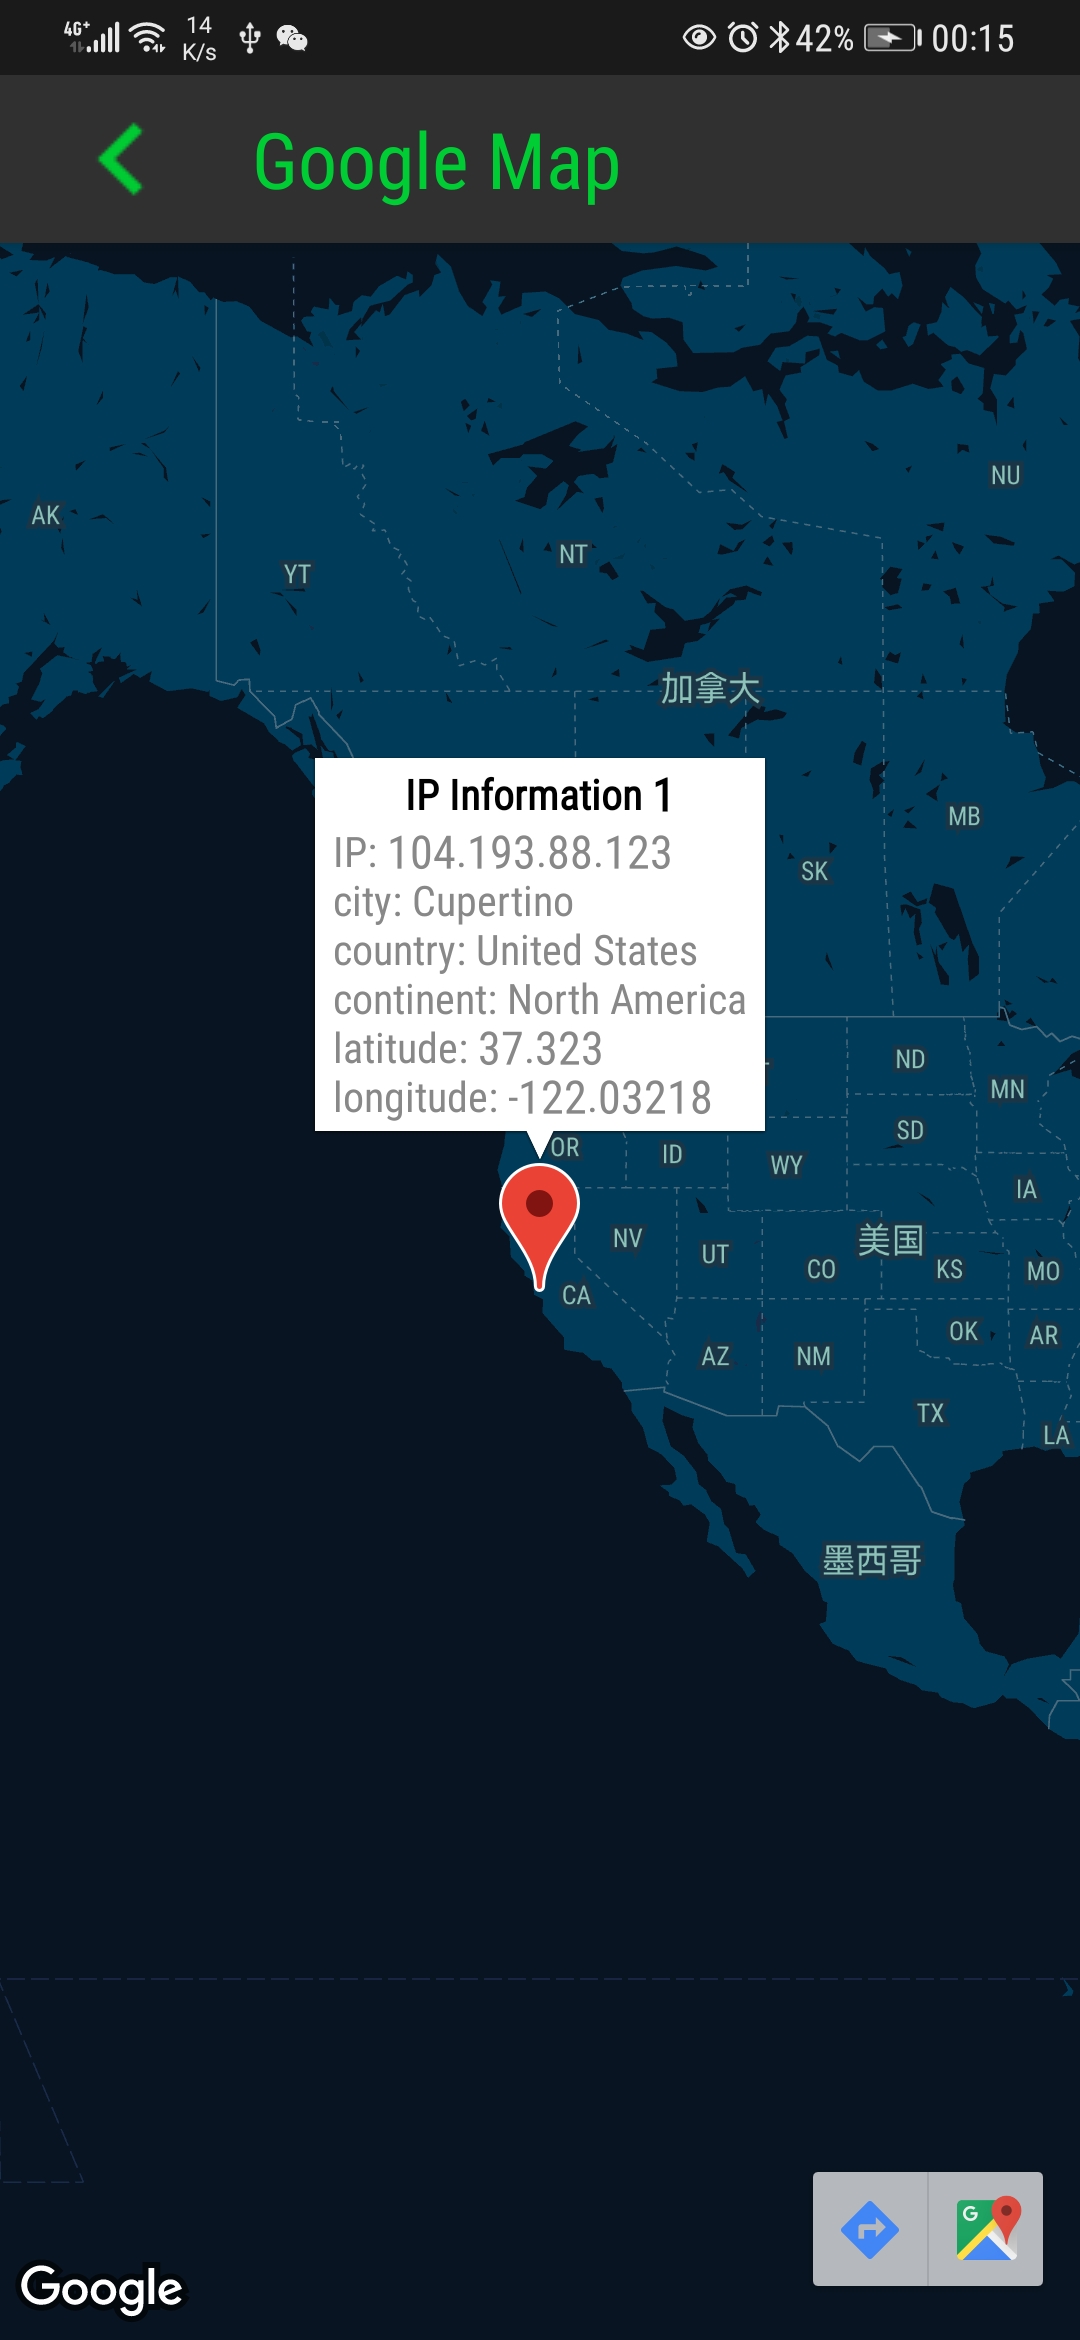 4G+ 14 K/s 42% 00:15
Google Map
NU
AK
NT
YT
加拿大
IP Information 1
IP: 104.193.88.123
city: Cupertino
country: United States
continent: North America
latitude: 37.323
longitude: -122.03218
MB
SK
ND
MN
SD
OR ID WY
IA
NV UT 美国
CO KS MO
CA
OK AR
AZ NM
TX
LA
墨西哥
G
Google